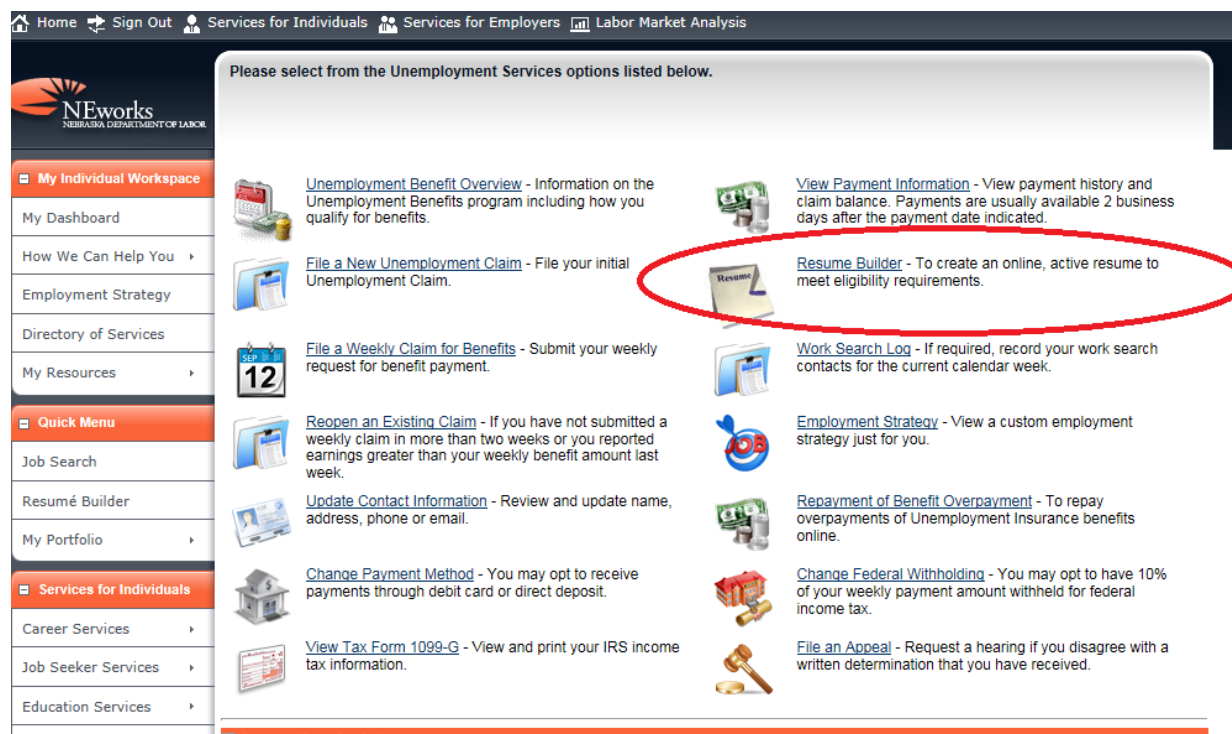 Home Sign Out Services for Individuals Services for Employers Labor Market Analysis
NEworks
NEBRASKA DEPARTMENT OF LABOR
My Individual Workspace
My Dashboard
How We Can Help You
Employment Strategy
Directory of Services
My Resources
Quick Menu
Job Search
Resumé Builder
My Portfolio
Services for Individuals
Career Services
Job Seeker Services
Education Services
Please select from the Unemployment Services options listed below.
Unemployment Benefit Overview - Information on the
Unemployment Benefits program including how you
qualify for benefits.
File a New Unemployment Claim - File your initial
Unemployment Claim.
SEP
12
File a Weekly Claim for Benefits - Submit your weekly
request for benefit payment.
Reopen an Existing Claim - If you have not submitted a
weekly claim in more than two weeks or you reported
earnings greater than your weekly benefit amount last
week.
Update Contact Information - Review and update name,
address, phone or email.
Change Payment Method - You may opt to receive
payments through debit card or direct deposit.
View Tax Form 1099-G - View and print your IRS income
tax information.
View Payment Information - View payment history and
claim balance. Payments are usually available 2 business
days after the payment date indicated.
Resume
Resume Builder - To create an online, active resume to
meet eligibility requirements.
Work Search Log - If required, record your work search
contacts for the current calendar week.
JOB
Employment Strategy - View a custom employment
strategy just for you.
Repayment of Benefit Overpayment - To repay
overpayments of Unemployment Insurance benefits
online.
Change Federal Withholding - You may opt to have 10%
of your weekly payment amount withheld for federal
income tax.
File an Appeal - Request a hearing if you disagree with a
written determination that you have received.